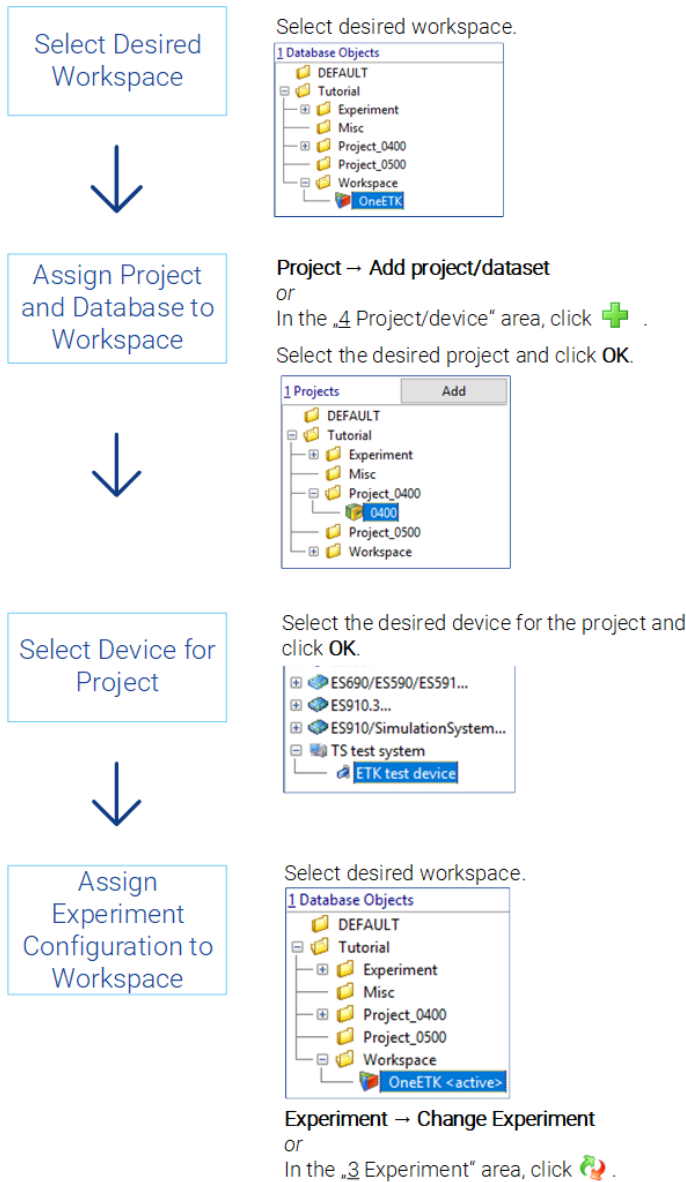 Select Desired
Workspace
Select desired workspace.
1 Database Objects
DEFAULT
Tutorial
Experiment
Misc
Project_0400
Project_0500
Workspace
OneETK
Assign Project
and Database to
Workspace
Project → Add project/dataset
or
In the „4 Project/device“ area, click .
Select the desired project and click OK.
1 Projects Add
DEFAULT
Tutorial
Experiment
Misc
Project_0400
0400
Project_0500
Workspace
Select Device for
Project
Select the desired device for the project and
click OK.
ES690/ES590/ES591...
ES910.3...
ES910/SimulationSystem...
TS test system
ETK test device
Assign
Experiment
Configuration to
Workspace
Select desired workspace.
1 Database Objects
DEFAULT
Tutorial
Experiment
Misc
Project_0400
Project_0500
Workspace
OneETK <active>
Experiment → Change Experiment
or
In the „3 Experiment“ area, click .